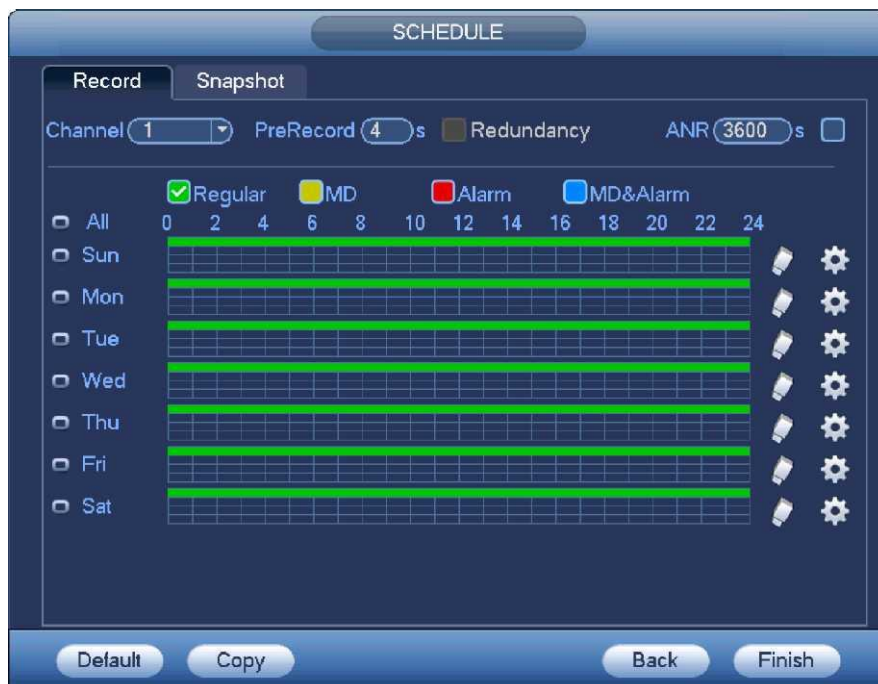 SCHEDULE
Record Snapshot
Channel 1 PreRecord 4 s Redundancy ANR 3600 s
Regular MD Alarm MD&Alarm
All 0 2 4 6 8 10 12 14 16 18 20 22 24
Sun
Mon
Tue
Wed
Thu
Fri
Sat
Default Copy Back Finish